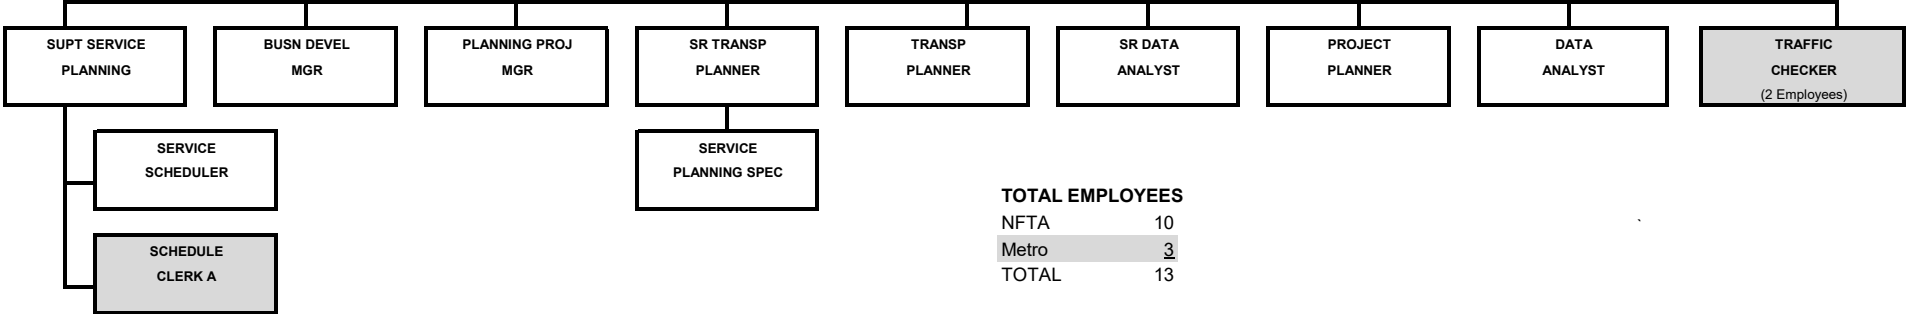 SUPT SERVICE
PLANNING
BUSN DEVEL
MGR
PLANNING PROJ
MGR
SR TRANSP
PLANNER
TRANSP
PLANNER
SR DATA
ANALYST
PROJECT
PLANNER
DATA
ANALYST
TRAFFIC
CHECKER
(2 Employees)
SERVICE
SCHEDULER
SERVICE
PLANNING SPEC
SCHEDULE
CLERK A
TOTAL EMPLOYEES
NFTA 10
Metro 3
TOTAL 13
`